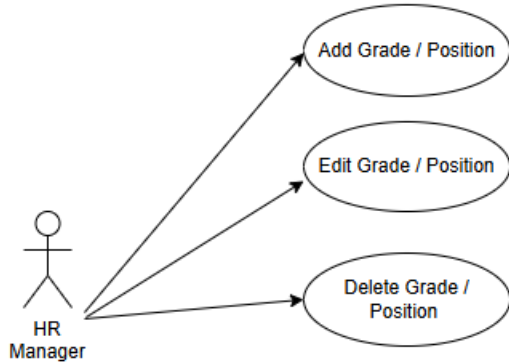 Add Grade / Position
Edit Grade / Position
Delete Grade /
Position
HR
Manager